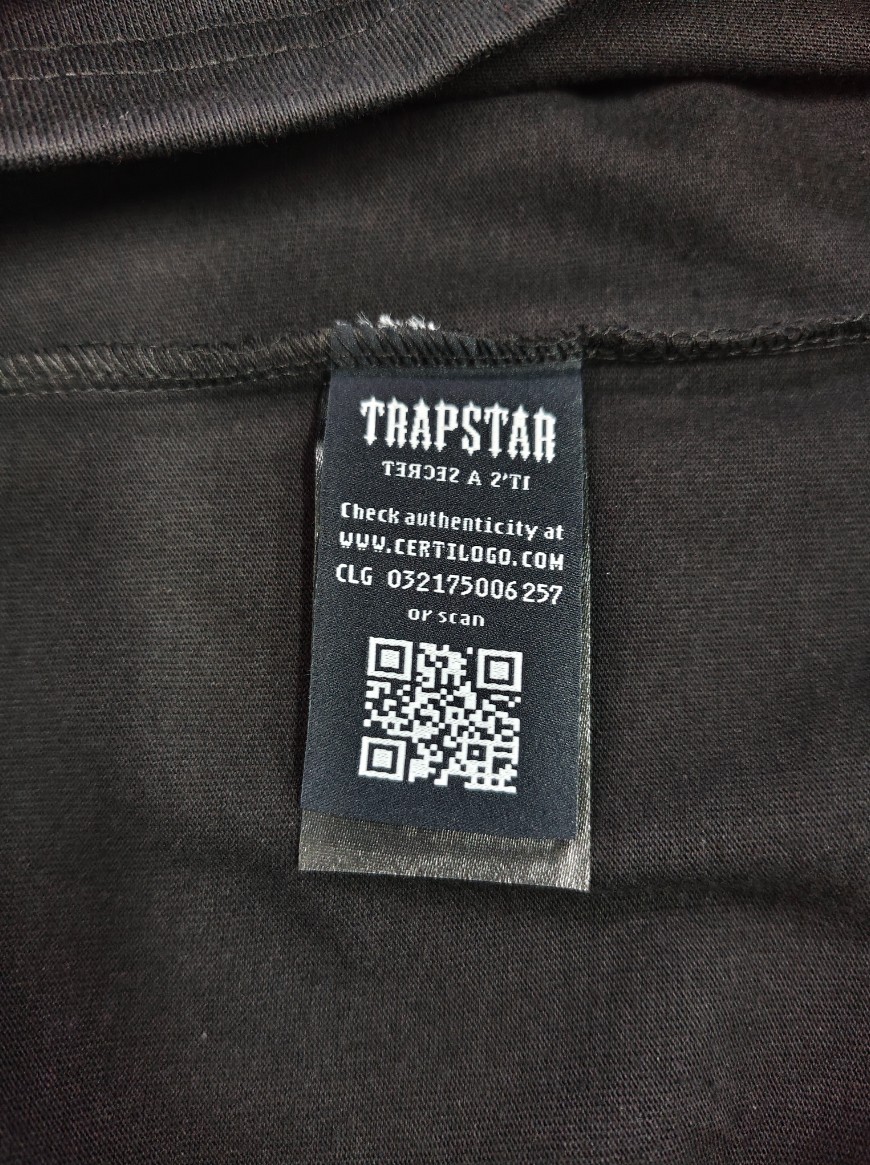 TRAPSTAR
IT'S A SECRET
Check authenticity at
WWW.CERTILOGO.COM
CLG 032175006257
or scan